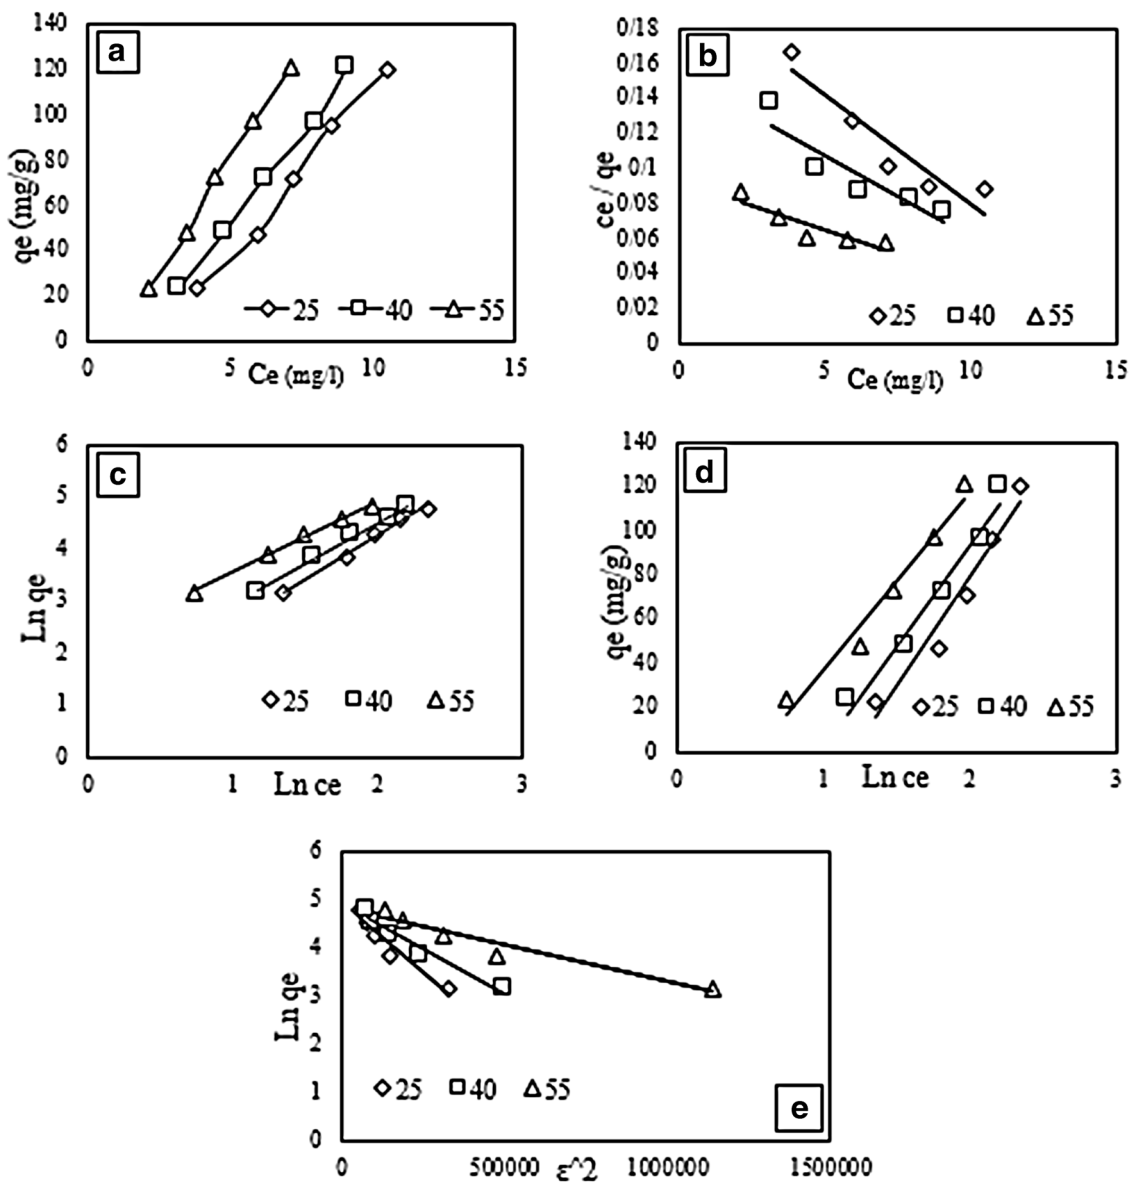 a
140
120
100
80
60
40
20
0
qe (mg/g)
25 40 55
0 5 10 15
Ce (mg/l)
b
0/18
0/16
0/14
0/12
0/1
0/08
0/06
0/04
0/02
0
ce / qe
25 40 55
0 5 10 15
Ce (mg/l)
c
6
5
4
3
2
1
0
Ln qe
25 40 55
0 1 2 3
Ln ce
d
140
120
100
80
60
40
20
0
qe (mg/g)
25 40 55
0 1 2 3
Ln ce
6
5
4
3
2
1
0
Ln qe
25 40 55
e
0 500000 1000000 1500000
ε^2